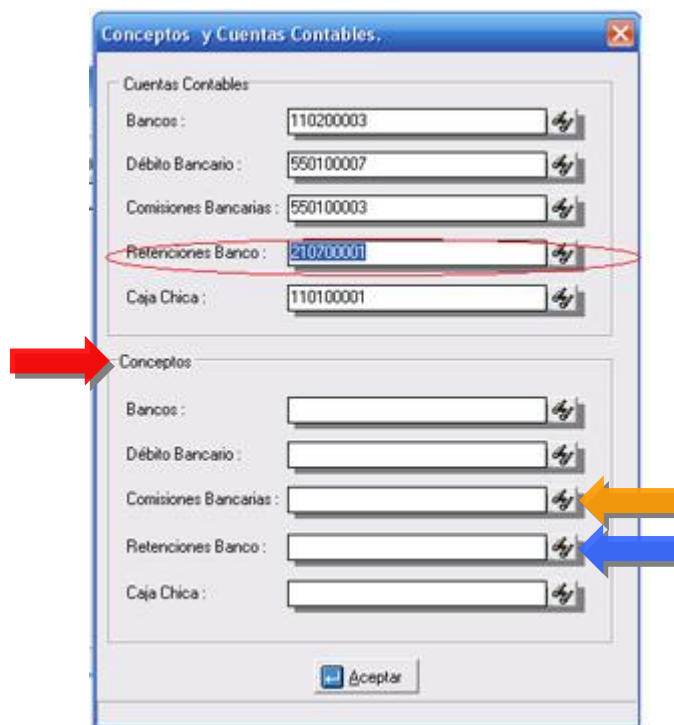 Conceptos y Cuentas Contables.
Cuentas Contables
Bancos : 110200003
Débito Bancario : 550100007
Comisiones Bancarias : 550100003
Retenciones Banco : 210700001
Caja Chica : 110100001
Conceptos
Bancos :
Débito Bancario :
Comisiones Bancarias :
Retenciones Banco :
Caja Chica :
Aceptar